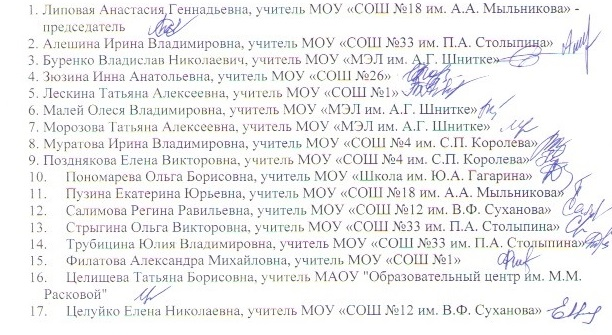 1. Липовая Анастасия Геннадьевна, учитель МОУ «СОШ №18 им. А.А. Мыльникова» -
председатель
2. Алешина Ирина Владимировна, учитель МОУ «СОШ №33 им. П.А. Столыпина»
3. Буренко Владислав Николаевич, учитель МОУ «МЭЛ им. А.Г. Шнитке»
4. Зюзина Инна Анатольевна, учитель МОУ «СОШ №26»
5. Лескина Татьяна Алексеевна, учитель МОУ «СОШ №1»
6. Малей Олеся Владимировна, учитель МОУ «МЭЛ им. А.Г. Шнитке»
7. Морозова Татьяна Алексеевна, учитель МОУ «МЭЛ им. А.Г. Шнитке»
8. Муратова Ирина Владимировна, учитель МОУ «СОШ №4 им. С.П. Королева»
9. Позднякова Елена Викторовна, учитель МОУ «СОШ №4 им. С.П. Королева»
10. Пономарева Ольга Борисовна, учитель МОУ «Школа им. Ю.А. Гагарина»
11. Пузина Екатерина Юрьевна, учитель МОУ «СОШ №18 им. А.А. Мыльникова»
12. Салимова Регина Равильевна, учитель МОУ «СОШ №12 им. В.Ф. Суханова»
13. Стрыгина Ольга Викторовна, учитель МОУ «СОШ №33 им. П.А. Столыпина»
14. Трубицина Юлия Владимировна, учитель МОУ «СОШ №33 им. П.А. Столыпина»
15. Филатова Александра Михайловна, учитель МОУ «СОШ №1»
16. Целищева Татьяна Борисовна, учитель МАОУ "Образовательный центр им. М.М.
Расковой"
17. Целуйко Елена Николаевна, учитель МОУ «СОШ №12 им. В.Ф. Суханова»